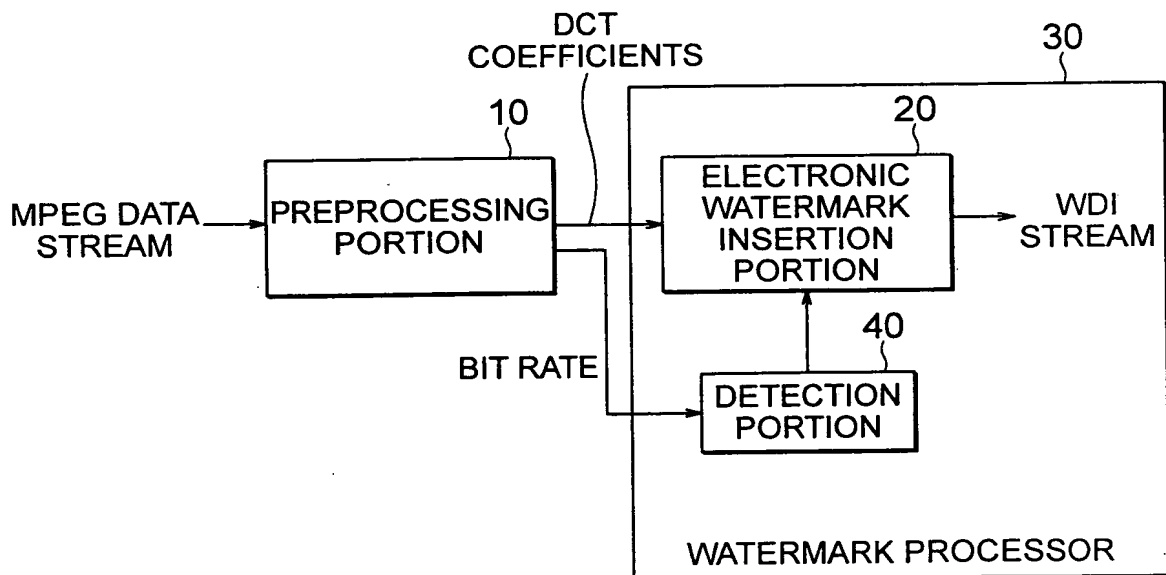 DCT
COEFFICIENTS
30
10
20
MPEG DATA
STREAM
PREPROCESSING
PORTION
ELECTRONIC
WATERMARK
INSERTION
PORTION
WDI
STREAM
BIT RATE
40
DETECTION
PORTION
WATERMARK PROCESSOR